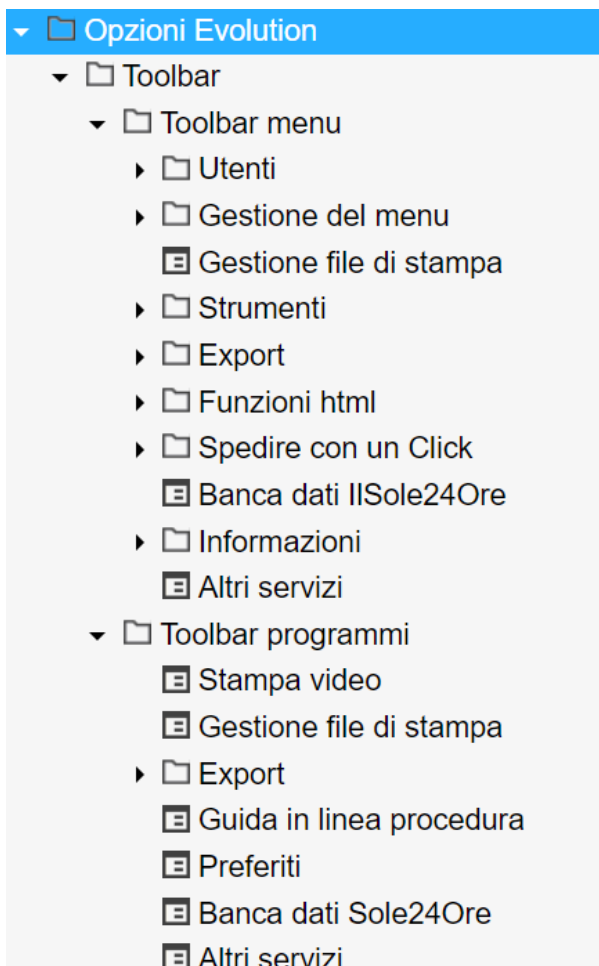 Opzioni Evolution
Toolbar
Toolbar menu
Utenti
Gestione del menu
Gestione file di stampa
Strumenti
Export
Funzioni html
Spedire con un Click
Banca dati IlSole24Ore
Informazioni
Altri servizi
Toolbar programmi
Stampa video
Gestione file di stampa
Export
Guida in linea procedura
Preferiti
Banca dati Sole24Ore
Altri servizi